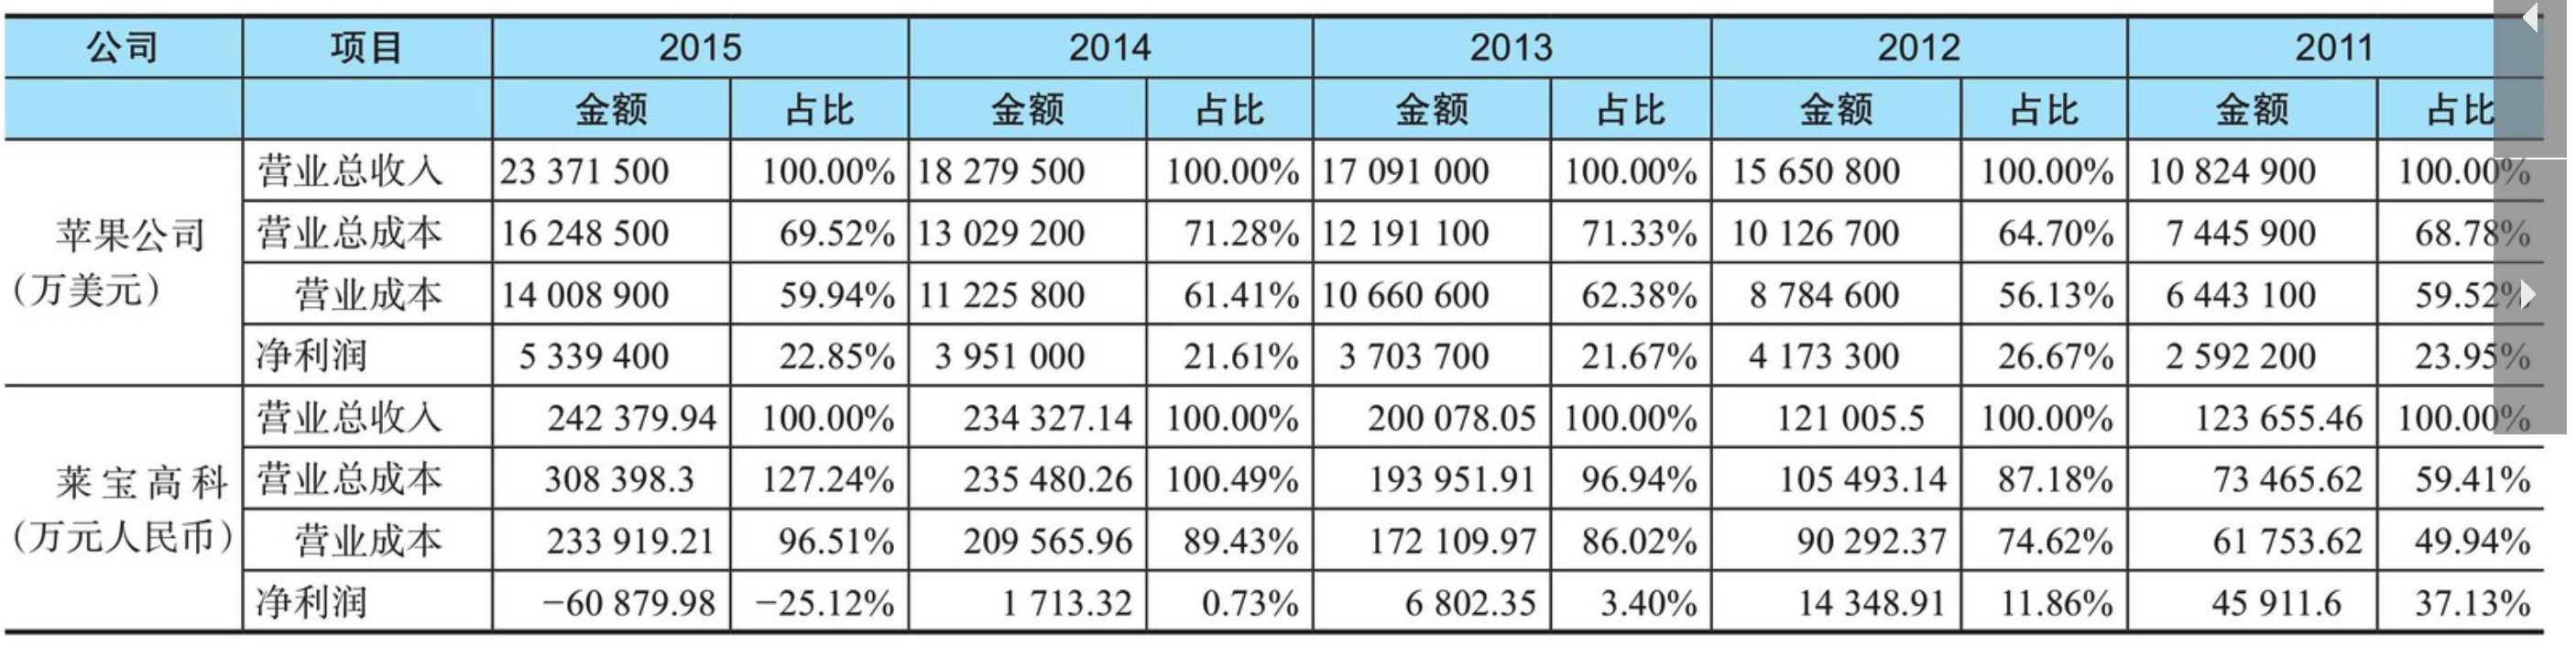 公司 项目 2015 2014 2013 2012 2011
金额 占比 金额 占比 金额 占比 金额 占比 金额 占比
苹果公司
(万美元)
营业总收入 23 371 500 100.00% 18 279 500 100.00% 17 091 000 100.00% 15 650 800 100.00% 10 824 900 100.00%
营业总成本 16 248 500 69.52% 13 029 200 71.28% 12 191 100 71.33% 10 126 700 64.70% 7 445 900 68.78%
营业成本 14 008 900 59.94% 11 225 800 61.41% 10 660 600 62.38% 8 784 600 56.13% 6 443 100 59.52%
净利润 5 339 400 22.85% 3 951 000 21.61% 3 703 700 21.67% 4 173 300 26.67% 2 592 200 23.95%
莱宝高科
(万元人民币)
营业总收入 242 379.94 100.00% 234 327.14 100.00% 200 078.05 100.00% 121 005.5 100.00% 123 655.46 100.00%
营业总成本 308 398.3 127.24% 235 480.26 100.49% 193 951.91 96.94% 105 493.14 87.18% 73 465.62 59.41%
营业成本 233 919.21 96.51% 209 565.96 89.43% 172 109.97 86.02% 90 292.37 74.62% 61 753.62 49.94%
净利润 −60 879.98 −25.12% 1 713.32 0.73% 6 802.35 3.40% 14 348.91 11.86% 45 911.6 37.13%